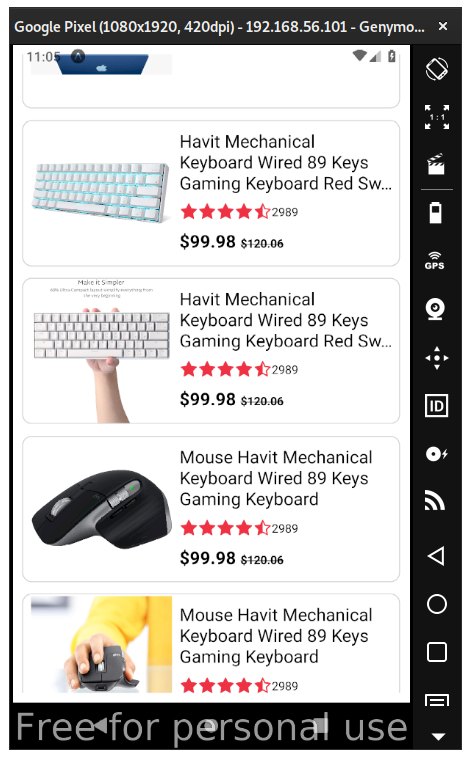 Google Pixel (1080x1920, 420dpi) - 192.168.56.101 - Genymo...
11:05
1:1
Havit Mechanical
Keyboard Wired 89 Keys
Gaming Keyboard Red Sw...
2989
$99.98 $120.06
GPS
Make it Simpler
Havit Mechanical
Keyboard Wired 89 Keys
Gaming Keyboard Red Sw...
2989
$99.98 $120.06
ID
Mouse Havit Mechanical
Keyboard Wired 89 Keys
Gaming Keyboard
2989
$99.98 $120.06
Mouse Havit Mechanical
Keyboard Wired 89 Keys
Gaming Keyboard
2989
Free for personal use